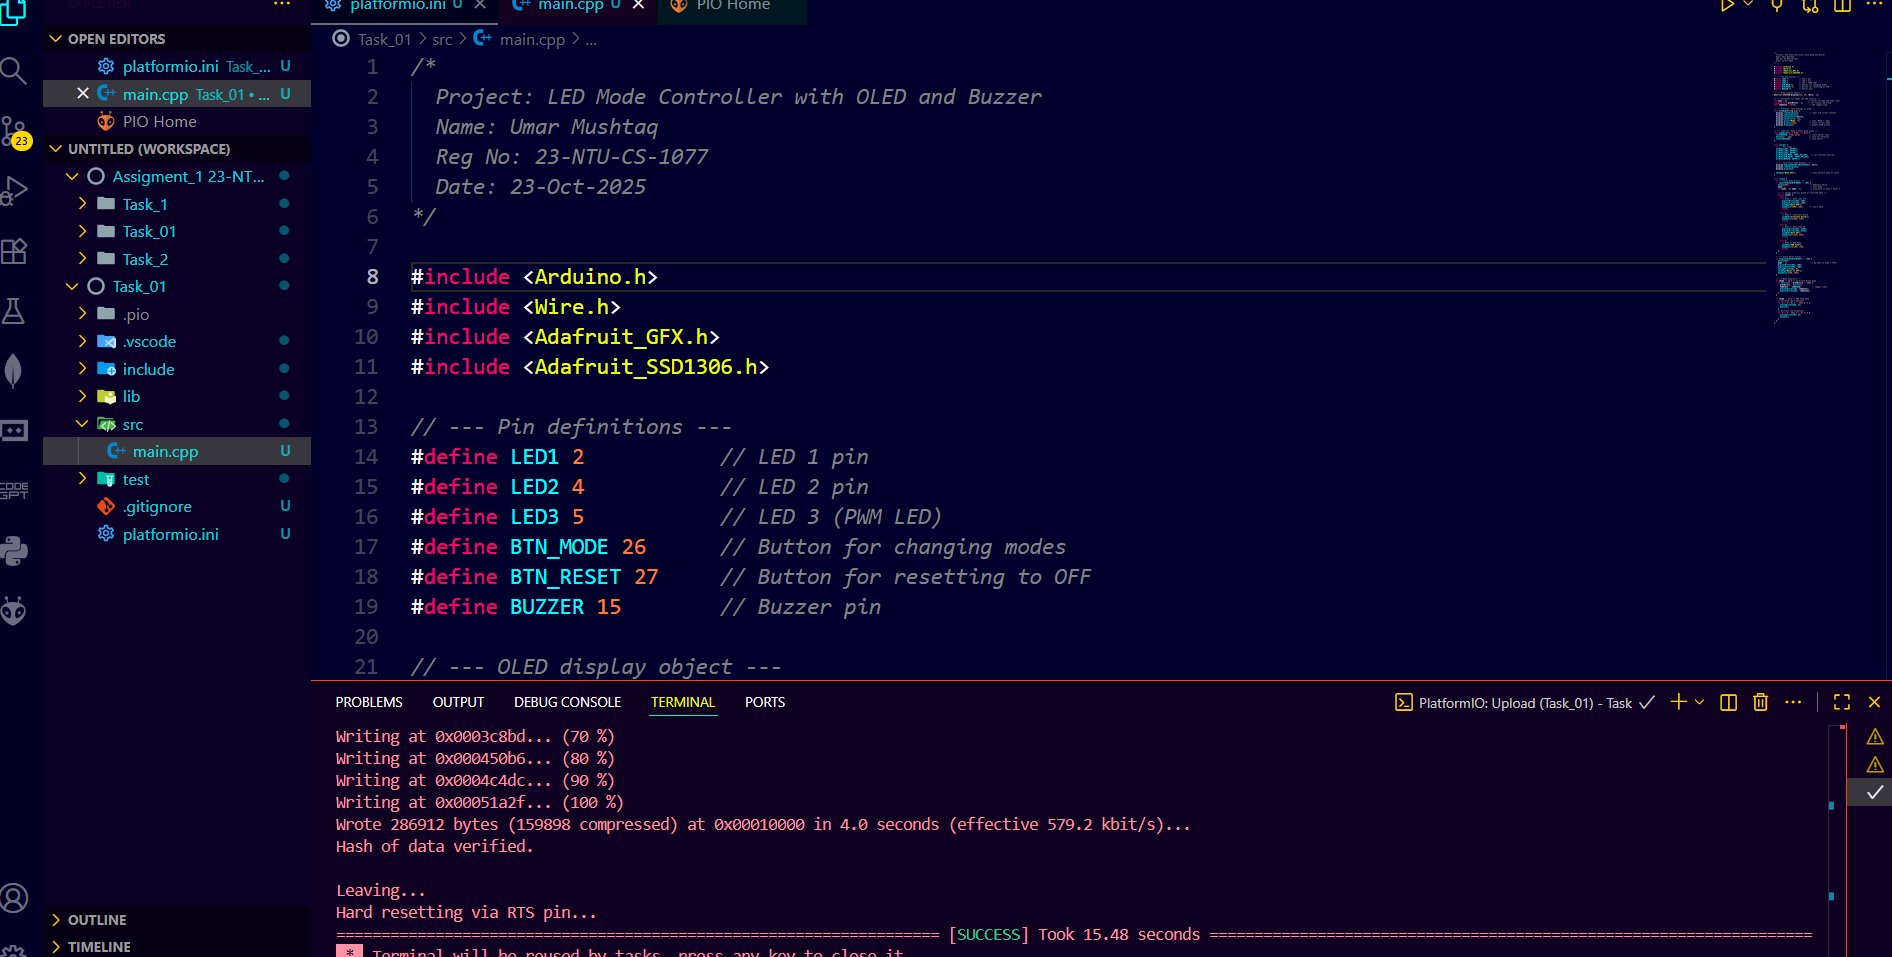 EXPLORER
OPEN EDITORS
platformio.ini Task_... U
main.cpp Task_01 • ... U
PIO Home
UNTITLED (WORKSPACE)
Assigment_1 23-NT...
Task_1
Task_01
Task_2
Task_01
.pio
.vscode
include
lib
src
main.cpp U
test
.gitignore U
platformio.ini U
OUTLINE
TIMELINE
23
CODE
GPT
platformio.ini U
main.cpp U
PIO Home
Task_01 > src > main.cpp > ...
1 /*
2 Project: LED Mode Controller with OLED and Buzzer
3 Name: Umar Mushtaq
4 Reg No: 23-NTU-CS-1077
5 Date: 23-Oct-2025
6 */
7
8 #include <Arduino.h>
9 #include <Wire.h>
10 #include <Adafruit_GFX.h>
11 #include <Adafruit_SSD1306.h>
12
13 // --- Pin definitions ---
14 #define LED1 2 // LED 1 pin
15 #define LED2 4 // LED 2 pin
16 #define LED3 5 // LED 3 (PWM LED)
17 #define BTN_MODE 26 // Button for changing modes
18 #define BTN_RESET 27 // Button for resetting to OFF
19 #define BUZZER 15 // Buzzer pin
20
21 // --- OLED display object ---
PROBLEMS OUTPUT DEBUG CONSOLE TERMINAL PORTS
PlatformIO: Upload (Task_01) - Task
Writing at 0x0003c8bd... (70 %)
Writing at 0x000450b6... (80 %)
Writing at 0x0004c4dc... (90 %)
Writing at 0x00051a2f... (100 %)
Wrote 286912 bytes (159898 compressed) at 0x00010000 in 4.0 seconds (effective 579.2 kbit/s)...
Hash of data verified.
Leaving...
Hard resetting via RTS pin...
=================================================================== [SUCCESS] Took 15.48 seconds ===================================================================
* Terminal will be reused by tasks, press any key to close it.